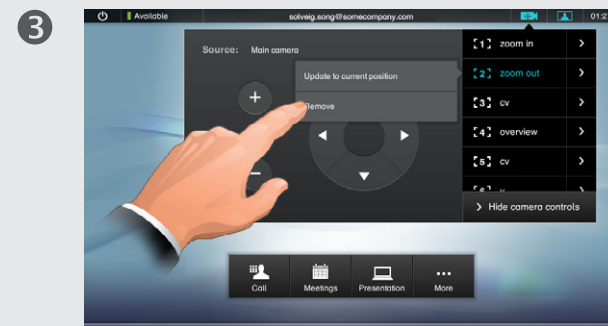 3
Available
solveig.song@somecompany.com
01:2
Source: Main camera
Update to current position
Remove
[1] zoom in
[2] zoom out
[3] cv
[4] overview
[5] cv
Hide camera controls
Call
Meetings
Presentation
More